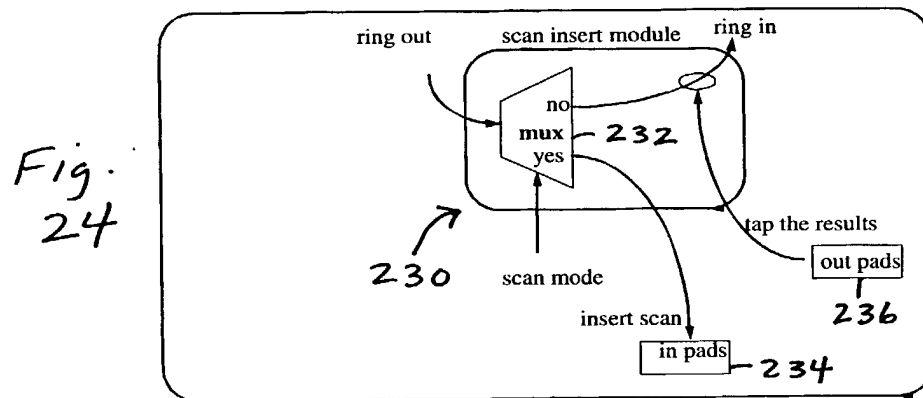 ring out
scan insert module
ring in
no
mux
yes
232
Fig.
24
tap the results
230
scan mode
out pads
236
insert scan
in pads
234